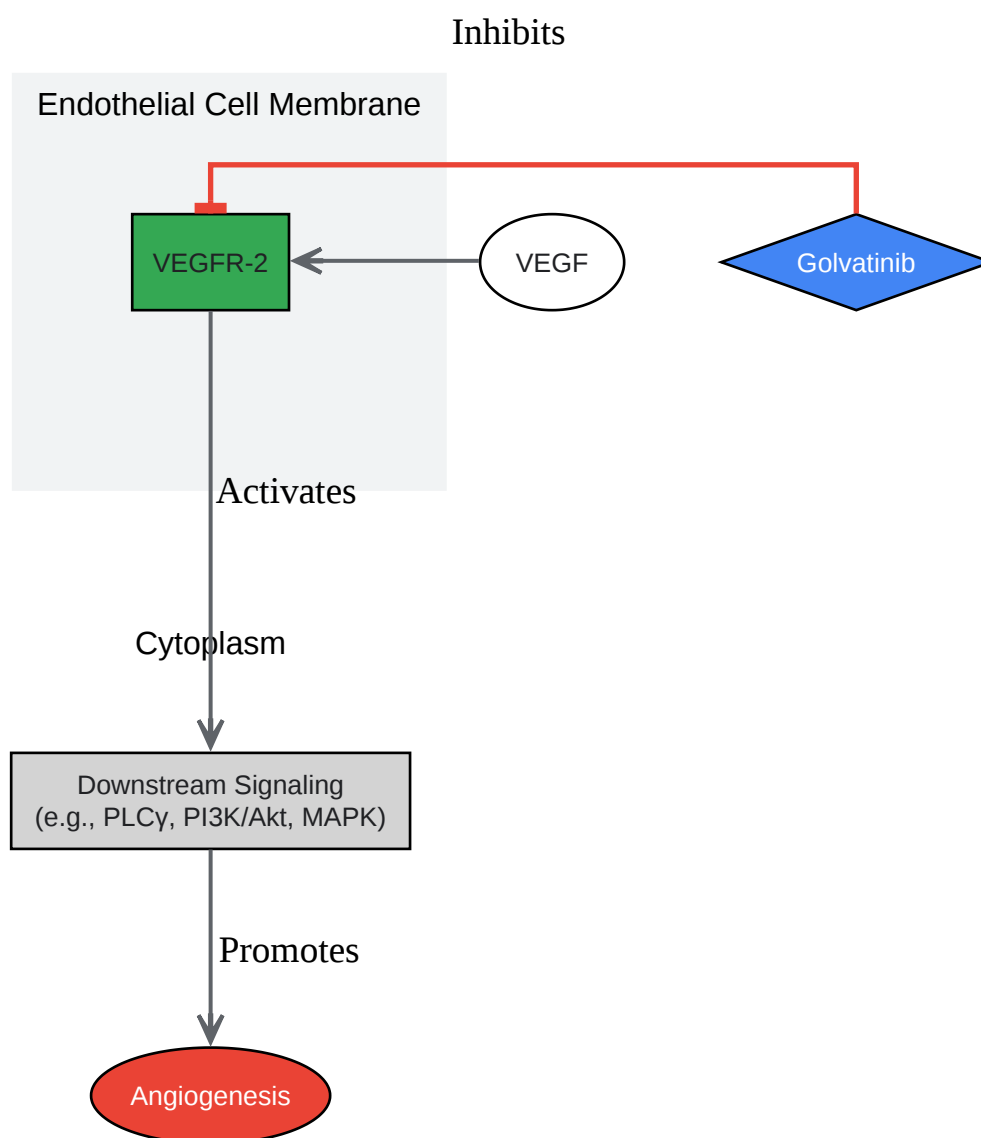 Inhibits
Endothelial Cell Membrane
VEGFR-2
VEGF
Golvatinib
Activates
Cytoplasm
Downstream Signaling
(e.g., PLCγ, PI3K/Akt, MAPK)
Promotes
Angiogenesis